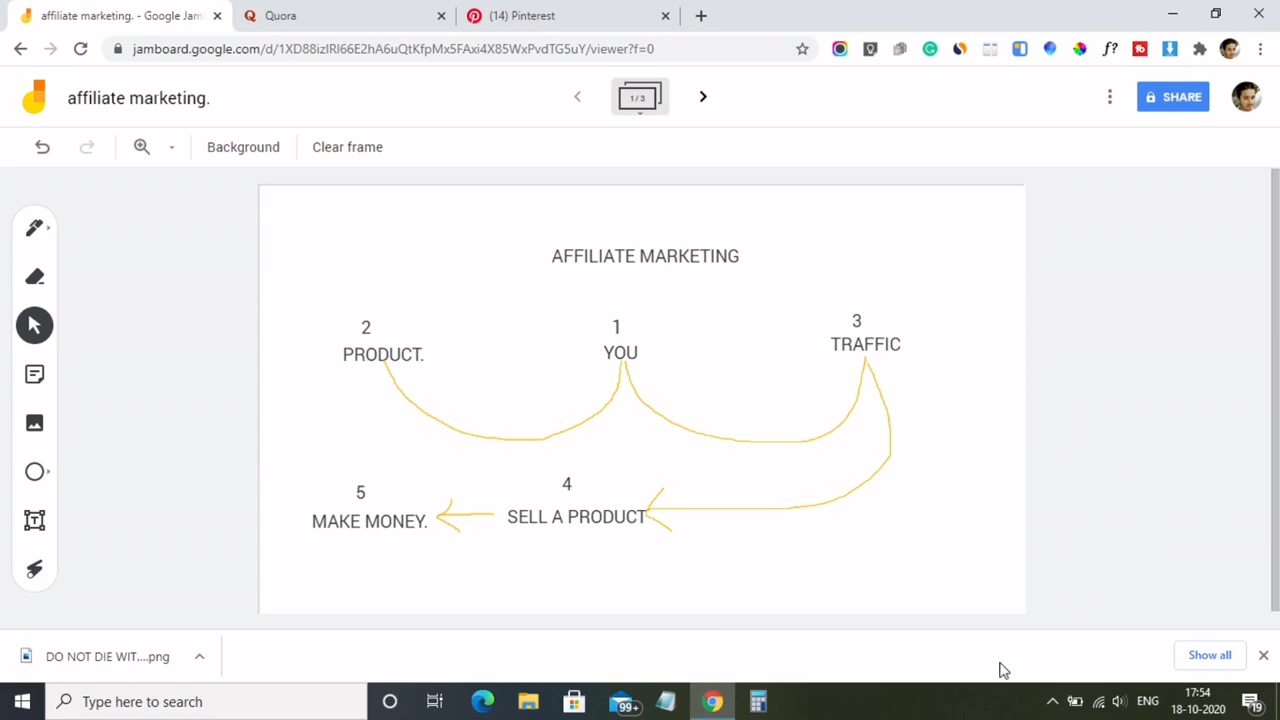 affiliate marketing. - Google Jam
Quora
(14) Pinterest
jamboard.google.com/d/1XD88izIRl66E2hA6uQtKfpMx5FAxi4X85WxPvdTG5uY/viewer?f=0
affiliate marketing.
1 / 3
SHARE
Background
Clear frame
AFFILIATE MARKETING
2
1
3
PRODUCT.
YOU
TRAFFIC
5
4
MAKE MONEY.
SELL A PRODUCT
DO NOT DIE WIT....png
Show all
Type here to search
99+
ENG
17:54
18-10-2020
19